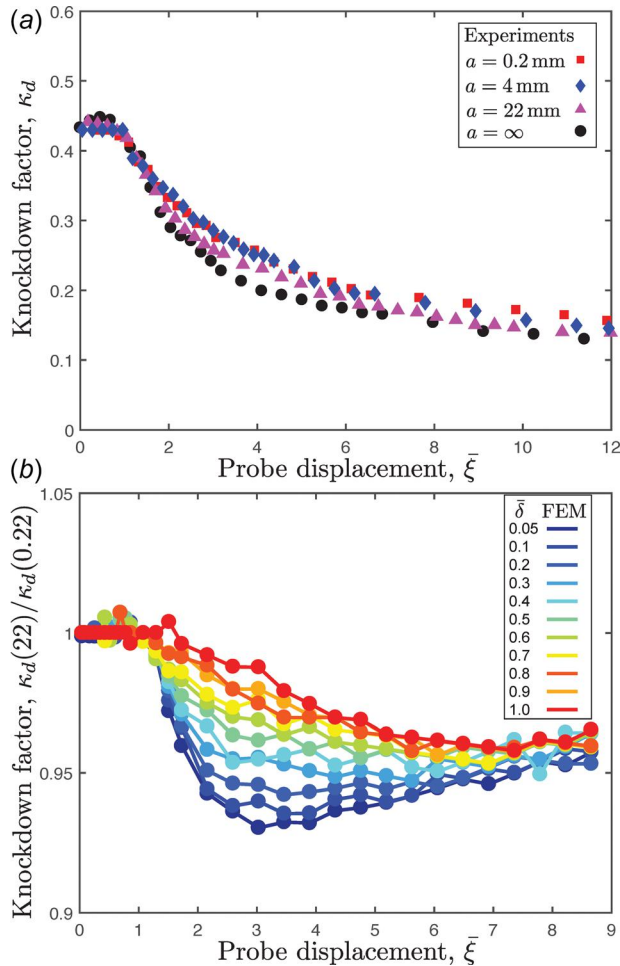 (a)
0.6
0.5
0.4
0.3
0.2
0.1
0
Knockdown factor, κd
Experiments
a = 0.2 mm
a = 4 mm
a = 22 mm
a = ∞
0 2 4 6 8 10 12
Probe displacement, ξ̄
(b)
1.05
1
0.95
0.9
Knockdown factor, κd(22)/κd(0.22)
δ̄ FEM
0.05
0.1
0.2
0.3
0.4
0.5
0.6
0.7
0.8
0.9
1.0
0 1 2 3 4 5 6 7 8 9
Probe displacement, ξ̄